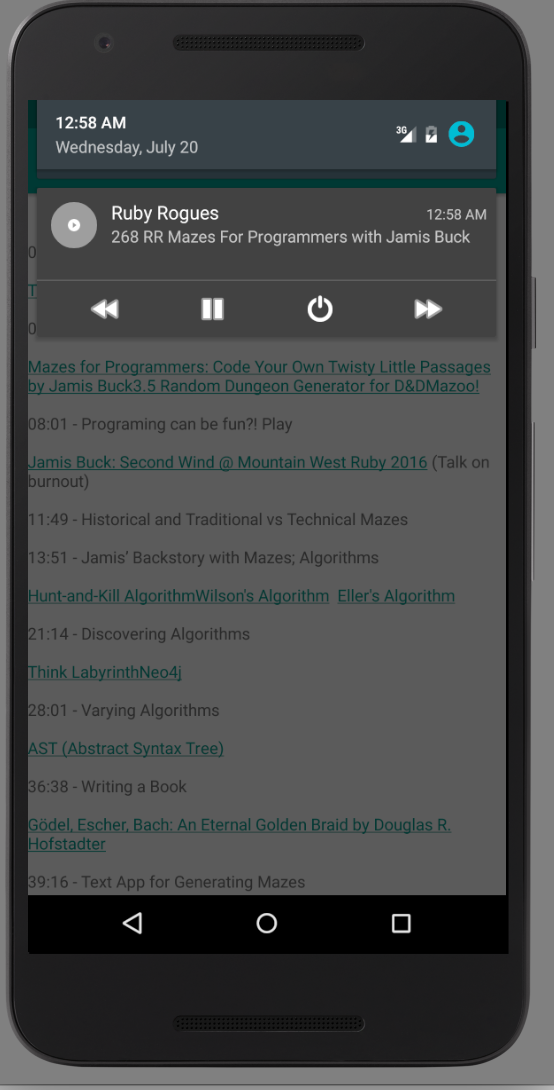 12:58 AM
3G
Wednesday, July 20
Ruby Rogues
12:58 AM
268 RR Mazes For Programmers with Jamis Buck
0
T
0
Mazes for Programmers: Code Your Own Twisty Little Passages
by Jamis Buck3.5 Random Dungeon Generator for D&DMazoo!
08:01 - Programing can be fun?! Play
Jamis Buck: Second Wind @ Mountain West Ruby 2016 (Talk on
burnout)
11:49 - Historical and Traditional vs Technical Mazes
13:51 - Jamis’ Backstory with Mazes; Algorithms
Hunt-and-Kill AlgorithmWilson's Algorithm  Eller's Algorithm
21:14 - Discovering Algorithms
Think LabyrinthNeo4j
28:01 - Varying Algorithms
AST (Abstract Syntax Tree)
36:38 - Writing a Book
Gödel, Escher, Bach: An Eternal Golden Braid by Douglas R.
Hofstadter
39:16 - Text App for Generating Mazes